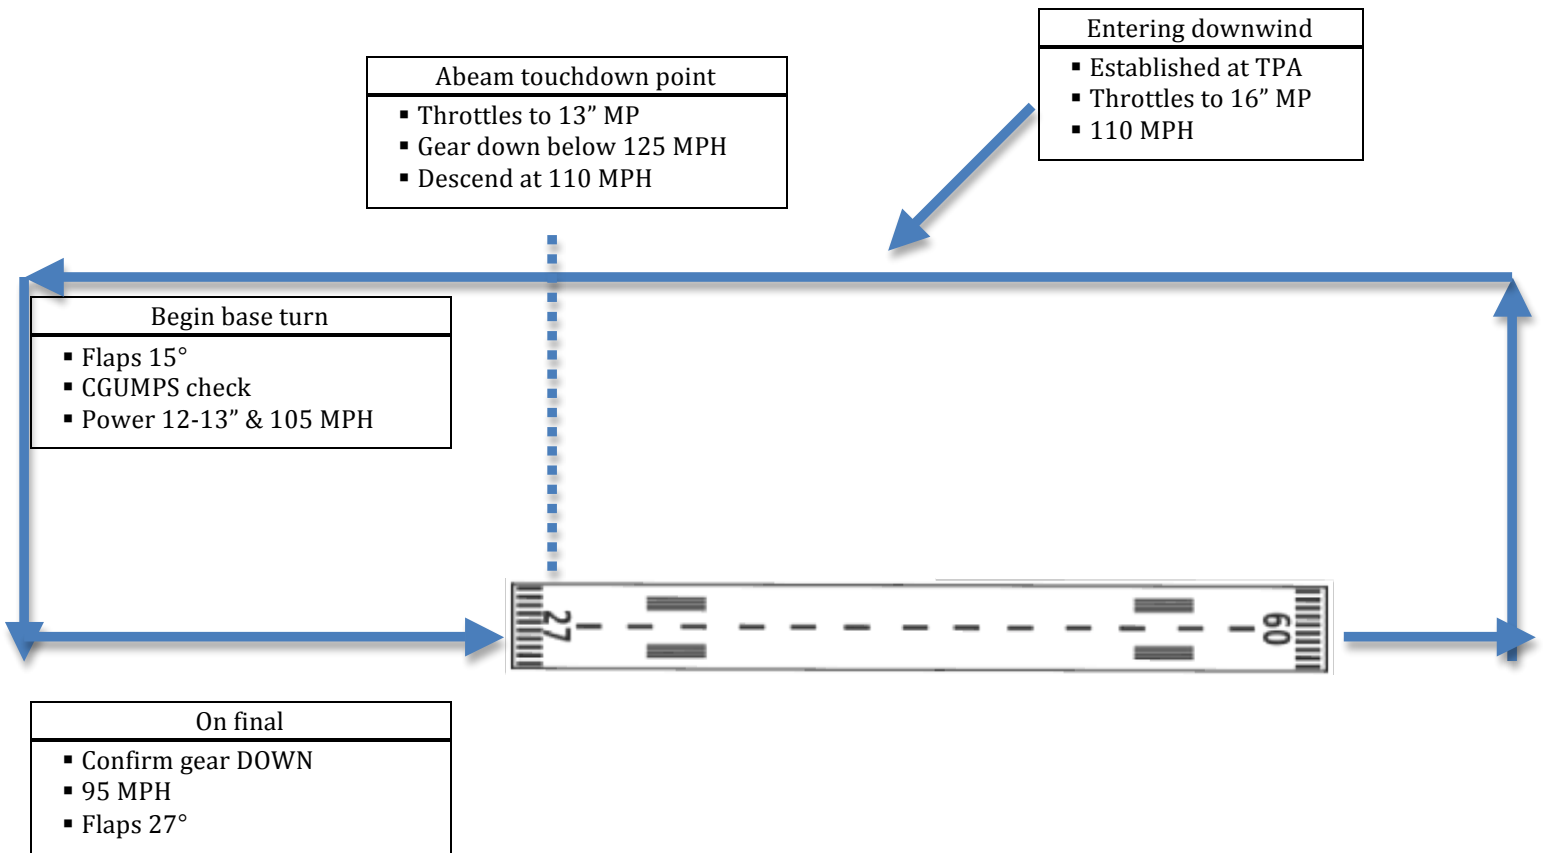 Entering downwind
▪ Established at TPA
▪ Throttles to 16” MP
▪ 110 MPH
Abeam touchdown point
▪ Throttles to 13” MP
▪ Gear down below 125 MPH
▪ Descend at 110 MPH
Begin base turn
▪ Flaps 15°
▪ CGUMPS check
▪ Power 12-13” & 105 MPH
27
09
On final
▪ Confirm gear DOWN
▪ 95 MPH
▪ Flaps 27°